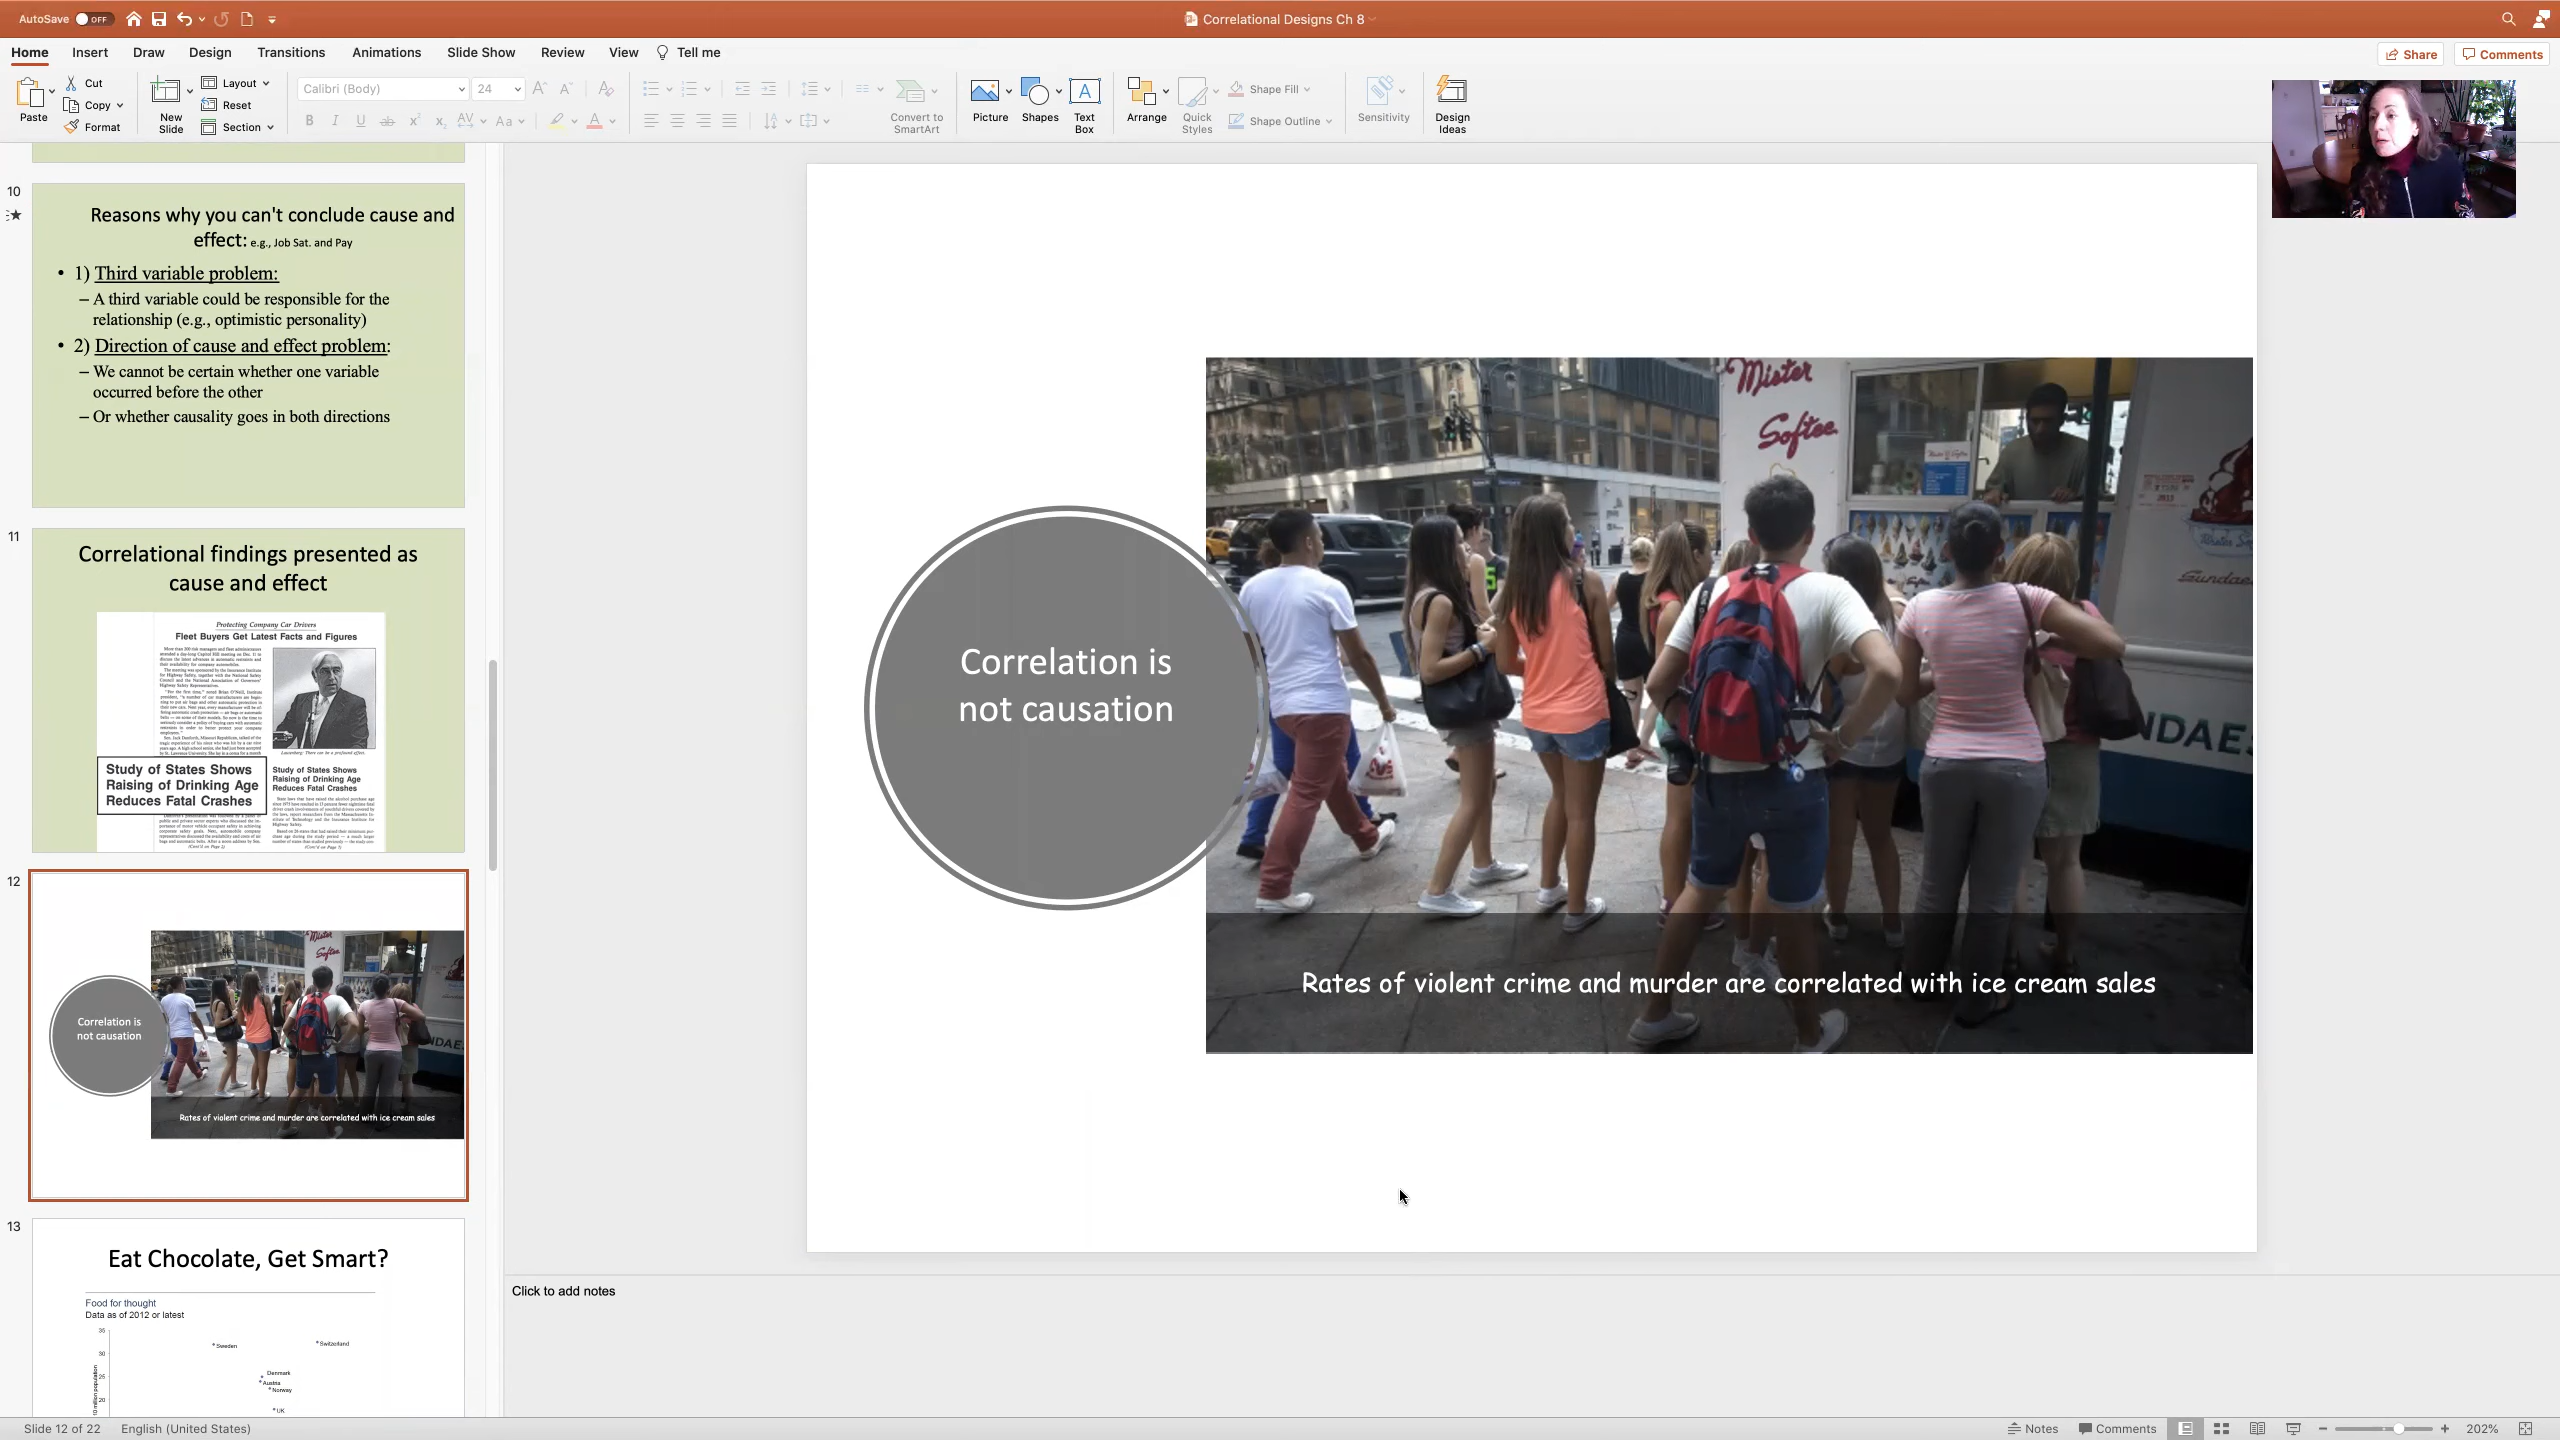 AutoSave OFF
Correlational Designs Ch 8
Home Insert Draw Design Transitions Animations Slide Show Review View Tell me
Share Comments
Paste
Cut
Copy
Format
New
Slide
Layout
Reset
Section
Calibri (Body) 24
Convert to
SmartArt
Picture
Shapes
Text
Box
Arrange
Quick
Styles
Shape Fill
Shape Outline
Sensitivity
Design
Ideas
10
Reasons why you can't conclude cause and
effect: e.g., Job Sat. and Pay
• 1) Third variable problem:
– A third variable could be responsible for the
relationship (e.g., optimistic personality)
• 2) Direction of cause and effect problem:
– We cannot be certain whether one variable
occurred before the other
– Or whether causality goes in both directions
11
Correlational findings presented as
cause and effect
Protecting Company Car Drivers
Fleet Buyers Get Latest Facts and Figures
Study of States Shows
Raising of Drinking Age
Reduces Fatal Crashes
Study of States Shows
Raising of Drinking Age
Reduces Fatal Crashes
12
Correlation is
not causation
Rates of violent crime and murder are correlated with ice cream sales
13
Eat Chocolate, Get Smart?
Food for thought
Data as of 2012 or latest
35
Sweden
Switzerland
30
Denmark
25
Austria
Norway
20
UK
Mister
Softee
Sundae
NDAES
Correlation is
not causation
Rates of violent crime and murder are correlated with ice cream sales
Click to add notes
Slide 12 of 22 English (United States)
Notes Comments 202%